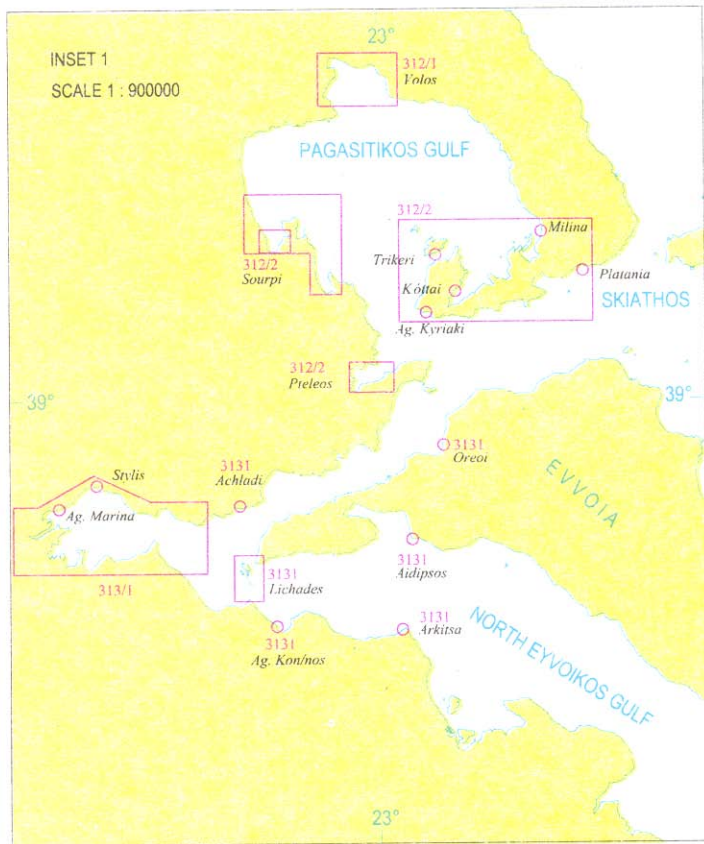 23°
INSET 1
SCALE 1 : 900000
312/1
Volos
PAGASITIKOS GULF
312/2
Milina
Trikeri
312/2
Sourpi
Platania
Kóttai
SKIATHOS
Ag. Kyriaki
312/2
Pteleos
39°
39°
3131
Oreoi
EVVOIA
Stylis
3131
Achladi
Ag. Marina
3131
Aidipsos
3131
Lichades
313/1
3131
Arkitsa
NORTH EYVOIKOS GULF
3131
Ag. Kon/nos
23°